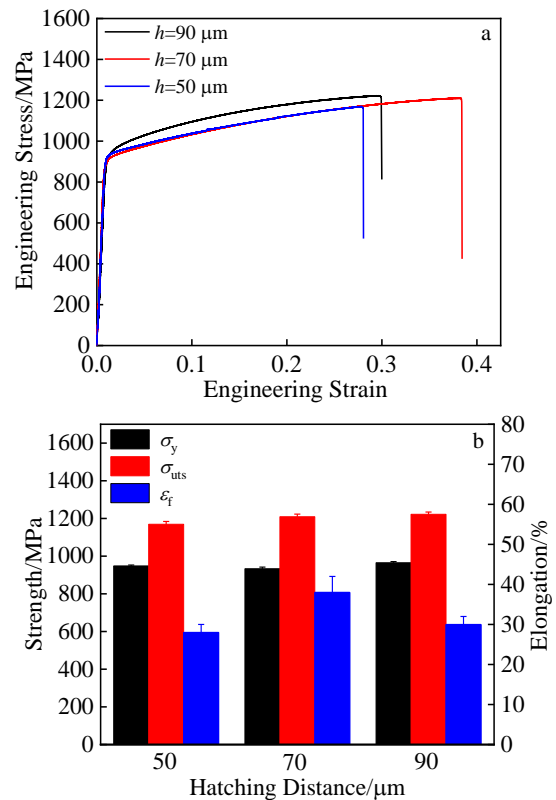 1600
1400
1200
1000
800
600
400
200
0
Engineering Stress/MPa
h=90 μm
h=70 μm
h=50 μm
a
0.0 0.1 0.2 0.3 0.4
Engineering Strain
1600
1400
1200
1000
800
600
400
200
0
Strength/MPa
σy
σuts
εf
b
80
70
60
50
40
30
20
10
0
Elongation/%
50 70 90
Hatching Distance/μm